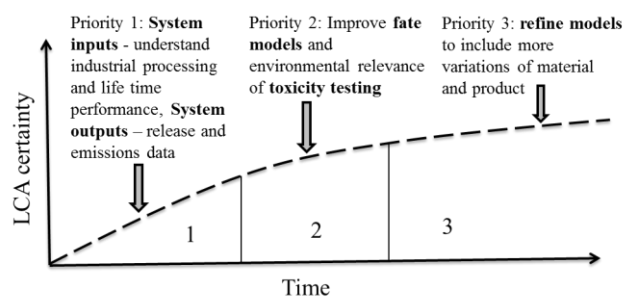 Priority 1: System
inputs - understand
industrial processing
and life time
performance, System
outputs – release and
emissions data
Priority 2: Improve fate
models and
environmental relevance
of toxicity testing
Priority 3: refine models
to include more
variations of material
and product
LCA certainty
1
2
3
Time